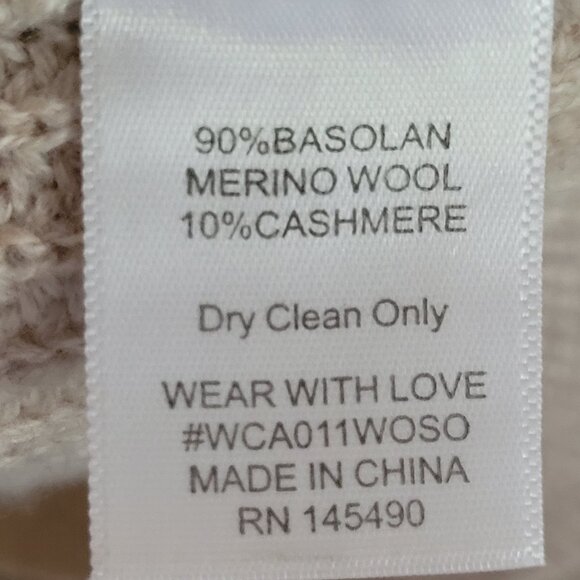 90%BASOLAN
MERINO WOOL
10%CASHMERE
Dry Clean Only
WEAR WITH LOVE
#WCA011WOSO
MADE IN CHINA
RN 145490